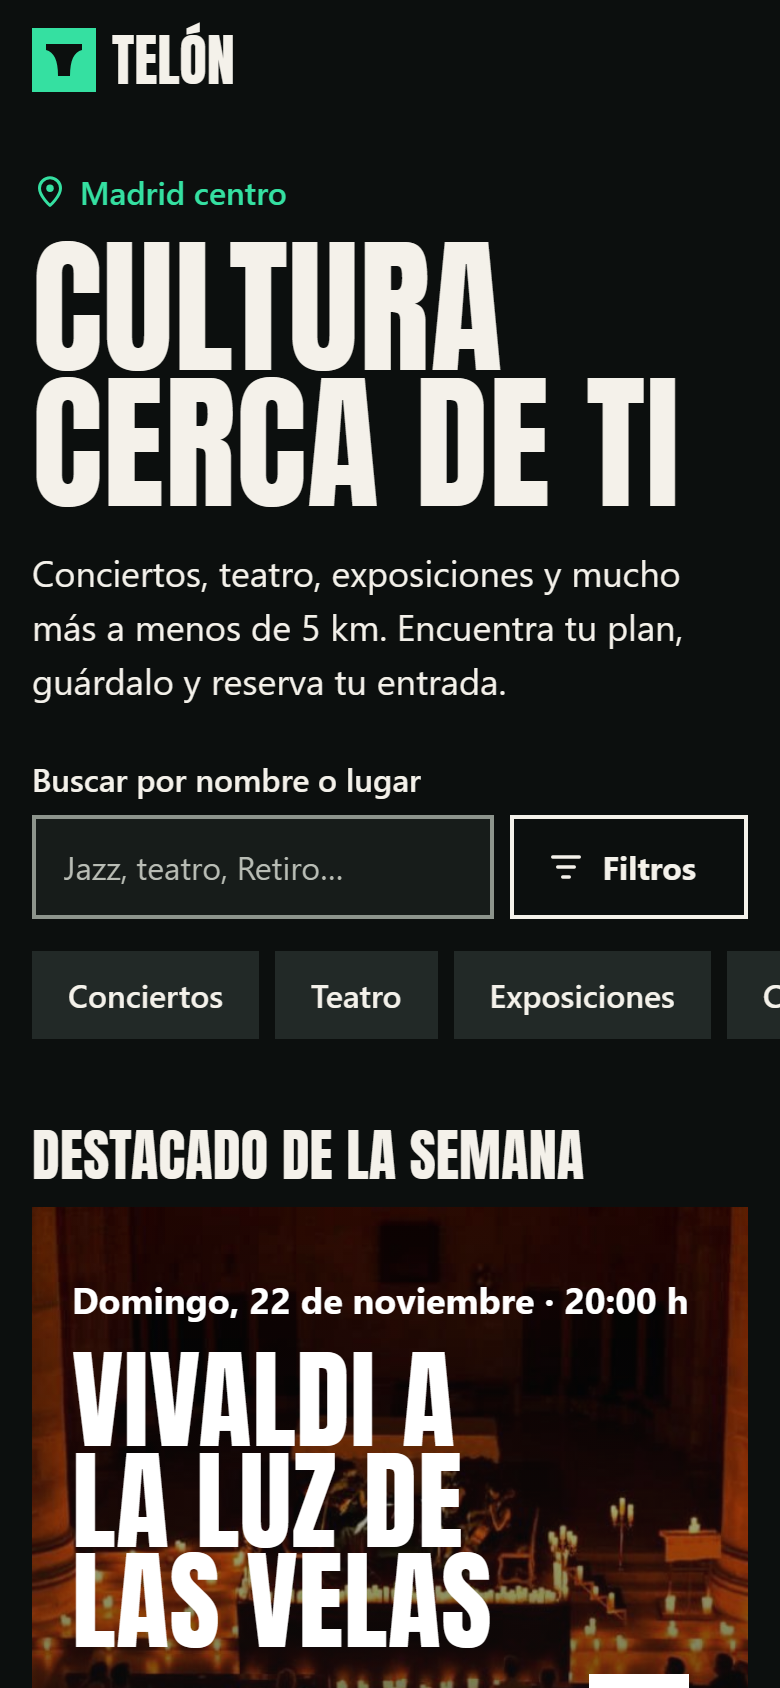 TELÓN
Madrid centro
CULTURA
CERCA DE TI
Conciertos, teatro, exposiciones y mucho
más a menos de 5 km. Encuentra tu plan,
guárdalo y reserva tu entrada.
Buscar por nombre o lugar
Jazz, teatro, Retiro...
Filtros
Conciertos
Teatro
Exposiciones
DESTACADO DE LA SEMANA
Domingo, 22 de noviembre · 20:00 h
VIVALDI A
LA LUZ DE
LAS VELAS